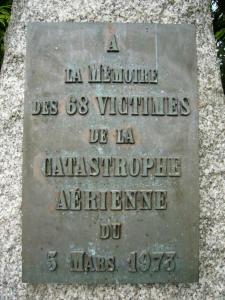 A
LA MÉMOIRE
DES 68 VICTIMES
DE LA
CATASTROPHE
AÉRIENNE
DU
5 MARS 1973